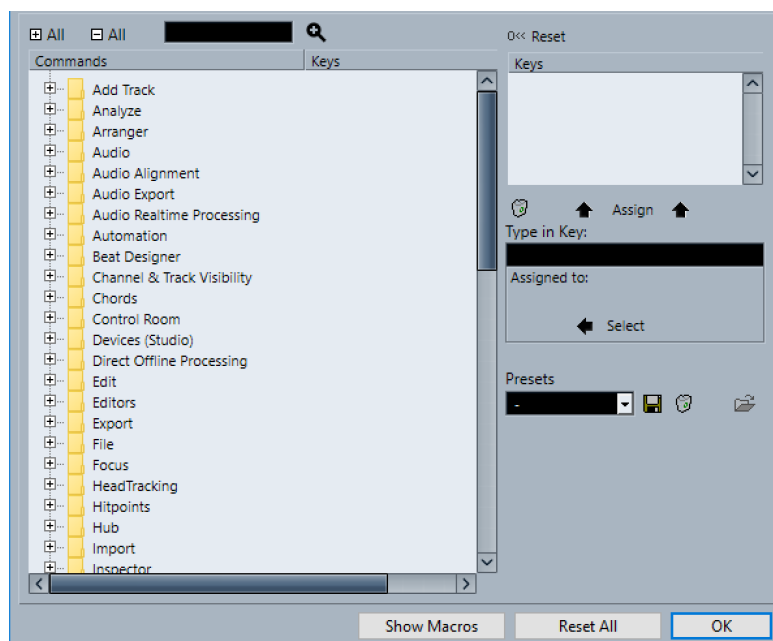 All All
Commands Keys
Add Track
Analyze
Arranger
Audio
Audio Alignment
Audio Export
Audio Realtime Processing
Automation
Beat Designer
Channel & Track Visibility
Chords
Control Room
Devices (Studio)
Direct Offline Processing
Edit
Editors
Export
File
Focus
HeadTracking
Hitpoints
Hub
Import
Inspector
0<< Reset
Keys
Assign
Type in Key:
Assigned to:
Select
Presets
-
Show Macros Reset All OK